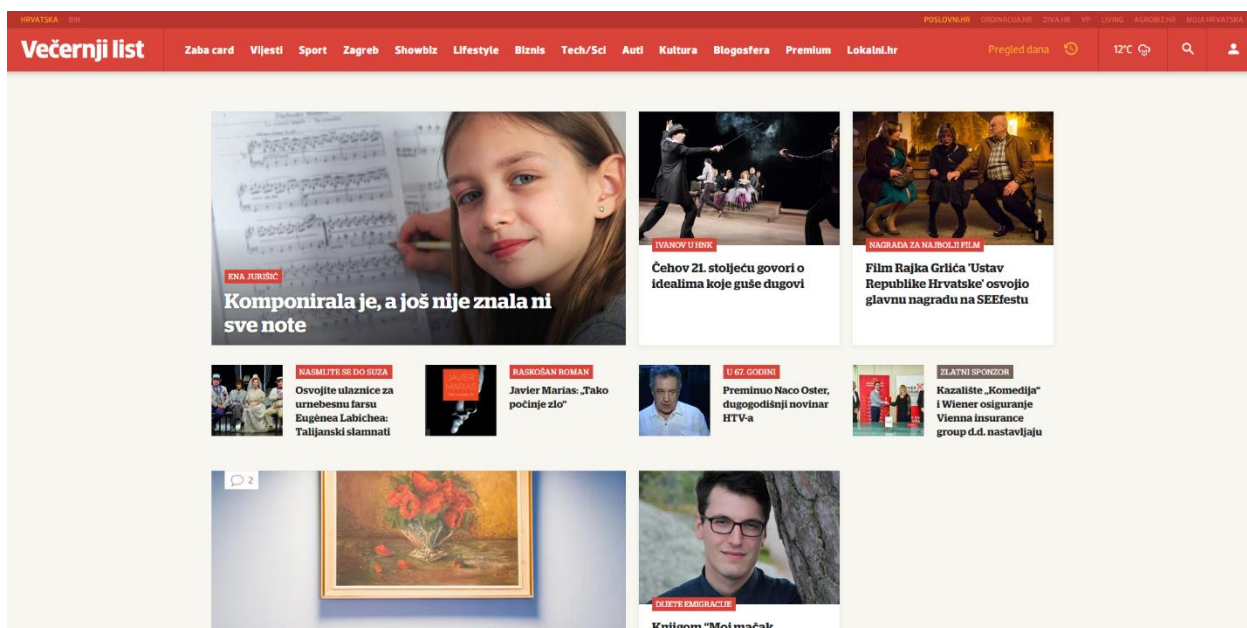 HRVATSKA BIH
POSLOVNI.HR ORDINACIJA.HR DIVA.HR VP LIVING AGROBIZ.HR MOJA HRVATSKA
Večernji list
Zaba card Vijesti Sport Zagreb Showbiz Lifestyle Biznis Tech/Sci Auti Kultura Blogosfera Premium Lokalni.hr
Pregled dana
12°C
ENA JURIŠIĆ
Komponirala je, a još nije znala ni
sve note
IVANOV U HNK
Čehov 21. stoljeću govori o
idealima koje guše dugovi
NAGRADA ZA NAJBOLJI FILM
Film Rajka Grlića 'Ustav
Republike Hrvatske' osvojio
glavnu nagradu na SEEfestu
NASMIJTE SE DO SUZA
Osvojite ulaznice za
urnebesnu farsu
Eugènea Labichea:
Talijanski slamnati
JAVIER
MARÍAS
RASKOŠAN ROMAN
Javier Marías: „Tako
počinje zlo“
U 67. GODINI
Preminuo Naco Oster,
dugogodišnji novinar
HTV-a
ZLATNI SPONZOR
Kazalište „Komedija“
i Wiener osiguranje
Vienna insurance
group d.d. nastavljaju
2
DIJETE EMIGRACIJE
Knjigom “Moj mačak